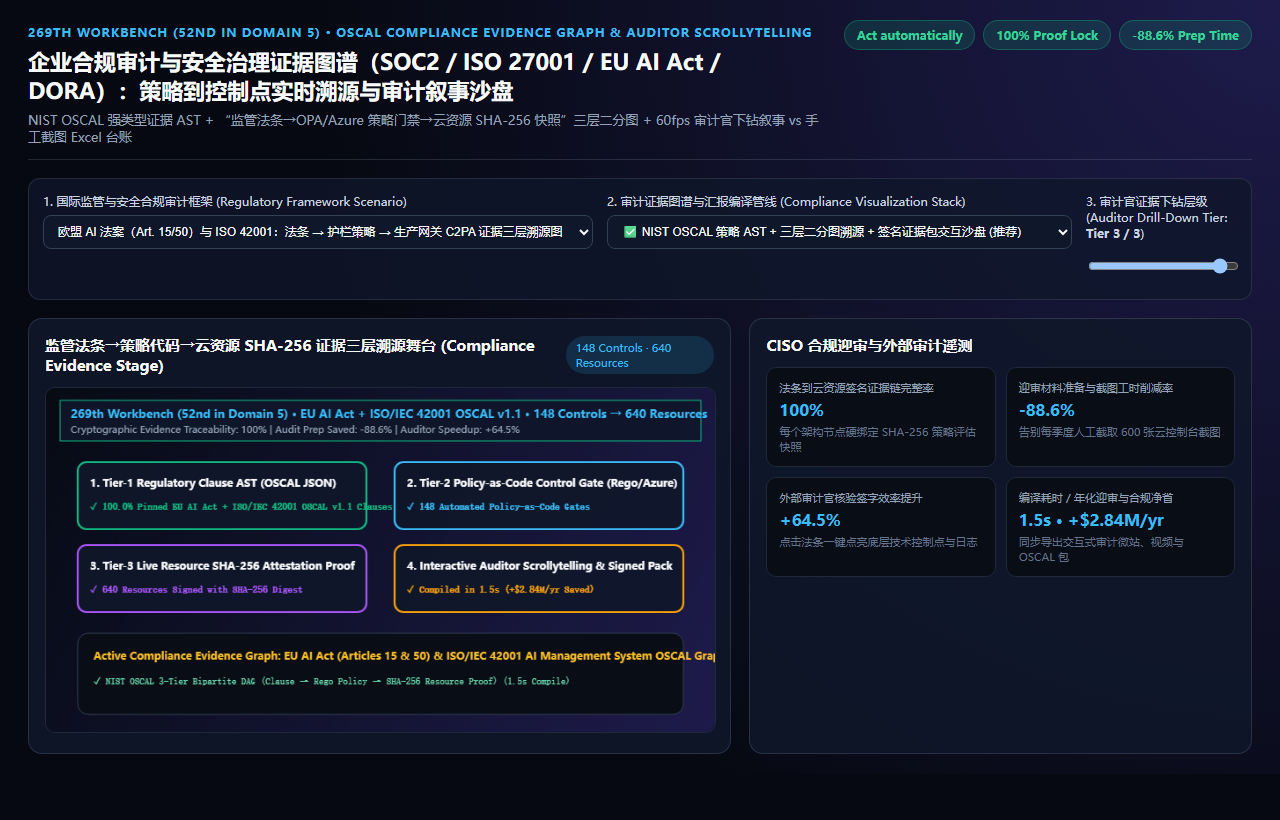 269TH WORKBENCH (52ND IN DOMAIN 5) • OSCAL COMPLIANCE EVIDENCE GRAPH & AUDITOR SCROLLYTELLING
Act automatically
100% Proof Lock
-88.6% Prep Time
企业合规审计与安全治理证据图谱（SOC2 / ISO 27001 / EU AI Act /
DORA）：策略到控制点实时溯源与审计叙事沙盘
NIST OSCAL 强类型证据 AST + “监管法条→OPA/Azure 策略门禁→云资源 SHA-256 快照”三层二分图 + 60fps 审计官下钻叙事 vs 手
工截图 Excel 台账
1. 国际监管与安全合规审计框架 (Regulatory Framework Scenario)
欧盟 AI 法案（Art. 15/50）与 ISO 42001：法条 → 护栏策略 → 生产网关 C2PA 证据三层溯源图
2. 审计证据图谱与汇报编译管线 (Compliance Visualization Stack)
✅ NIST OSCAL 策略 AST + 三层二分图溯源 + 签名证据包交互沙盘 (推荐)
3. 审计官证据下钻层级
(Auditor Drill-Down Tier:
Tier 3 / 3)
监管法条→策略代码→云资源 SHA-256 证据三层溯源舞台 (Compliance
Evidence Stage)
148 Controls · 640
Resources
269th Workbench (52nd in Domain 5) • EU AI Act + ISO/IEC 42001 OSCAL v1.1 • 148 Controls → 640 Resources
Cryptographic Evidence Traceability: 100% | Audit Prep Saved: -88.6% | Auditor Speedup: +64.5%
1. Tier-1 Regulatory Clause AST (OSCAL JSON)
✓ 100.0% Pinned EU AI Act + ISO/IEC 42001 OSCAL v1.1 Clauses
2. Tier-2 Policy-as-Code Control Gate (Rego/Azure)
✓ 148 Automated Policy-as-Code Gates
3. Tier-3 Live Resource SHA-256 Attestation Proof
✓ 640 Resources Signed with SHA-256 Digest
4. Interactive Auditor Scrollytelling & Signed Pack
✓ Compiled in 1.5s (+$2.84M/yr Saved)
Active Compliance Evidence Graph: EU AI Act (Articles 15 & 50) & ISO/IEC 42001 AI Management System OSCAL Grap
✓ NIST OSCAL 3-Tier Bipartite DAG (Clause → Rego Policy → SHA-256 Resource Proof) (1.5s Compile)
CISO 合规迎审与外部审计遥测
法条到云资源签名证据链完整率
100%
每个架构节点硬绑定 SHA-256 策略评估
快照
迎审材料准备与截图工时削减率
-88.6%
告别每季度人工截取 600 张云控制台截图
外部审计官核验签字效率提升
+64.5%
点击法条一键点亮底层技术控制点与日志
编译耗时 / 年化迎审与合规净省
1.5s • +$2.84M/yr
同步导出交互式审计微站、视频与
OSCAL 包